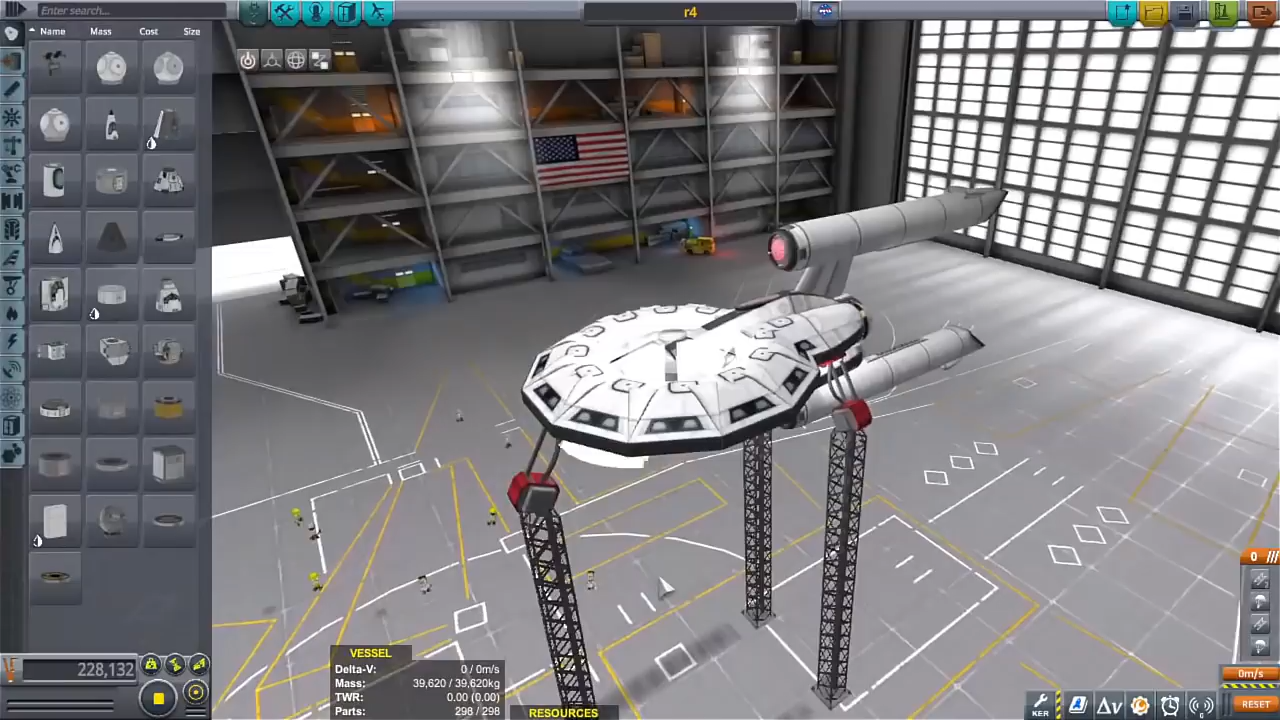 Enter search...
r4
Name Mass Cost Size
0
228,132
VESSEL
Delta-V: 0 / 0m/s
Mass: 39,620 / 39,620kg
TWR: 0.00 (0.00)
Parts: 298 / 298
RESOURCES
0m/s
KER
Δv
RESET